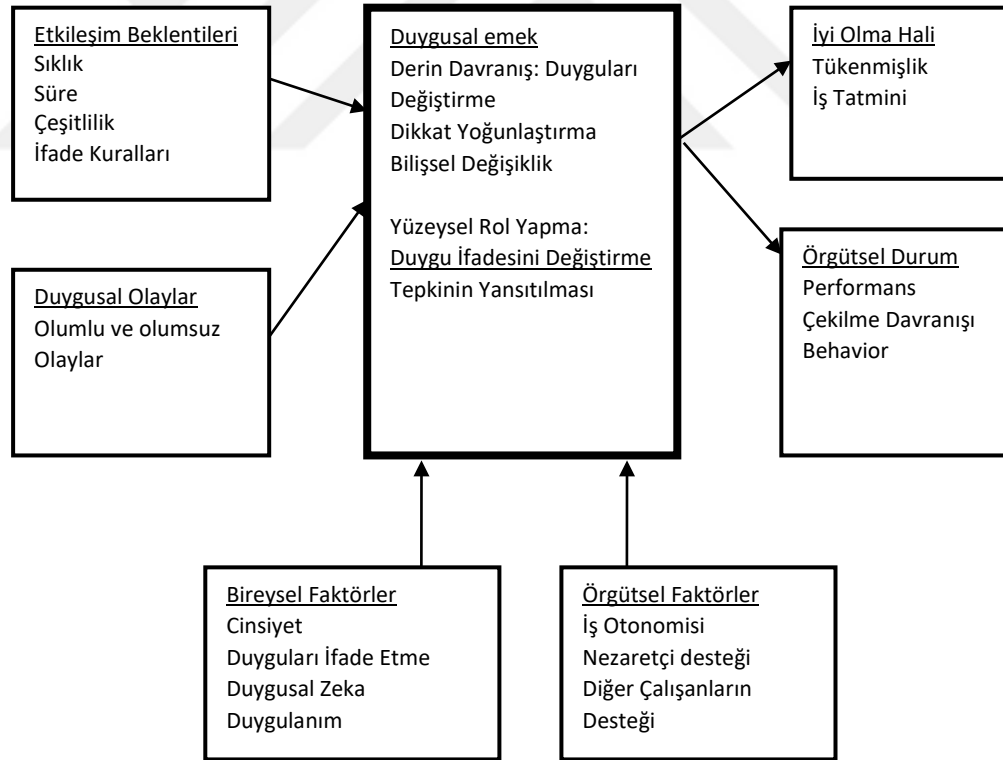 Etkileşim Beklentileri
Sıklık
Süre
Çeşitlilik
İfade Kuralları
Duygusal Olaylar
Olumlu ve olumsuz
Olaylar
Duygusal emek
Derin Davranış: Duyguları
Değiştirme
Dikkat Yoğunlaştırma
Bilişsel Değişiklik
Yüzeysel Rol Yapma:
Duygu İfadesini Değiştirme
Tepkinin Yansıtılması
İyi Olma Hali
Tükenmişlik
İş Tatmini
Örgütsel Durum
Performans
Çekilme Davranışı
Behavior
Bireysel Faktörler
Cinsiyet
Duyguları İfade Etme
Duygusal Zeka
Duygulanım
Örgütsel Faktörler
İş Otonomisi
Nezaretçi desteği
Diğer Çalışanların
Desteği